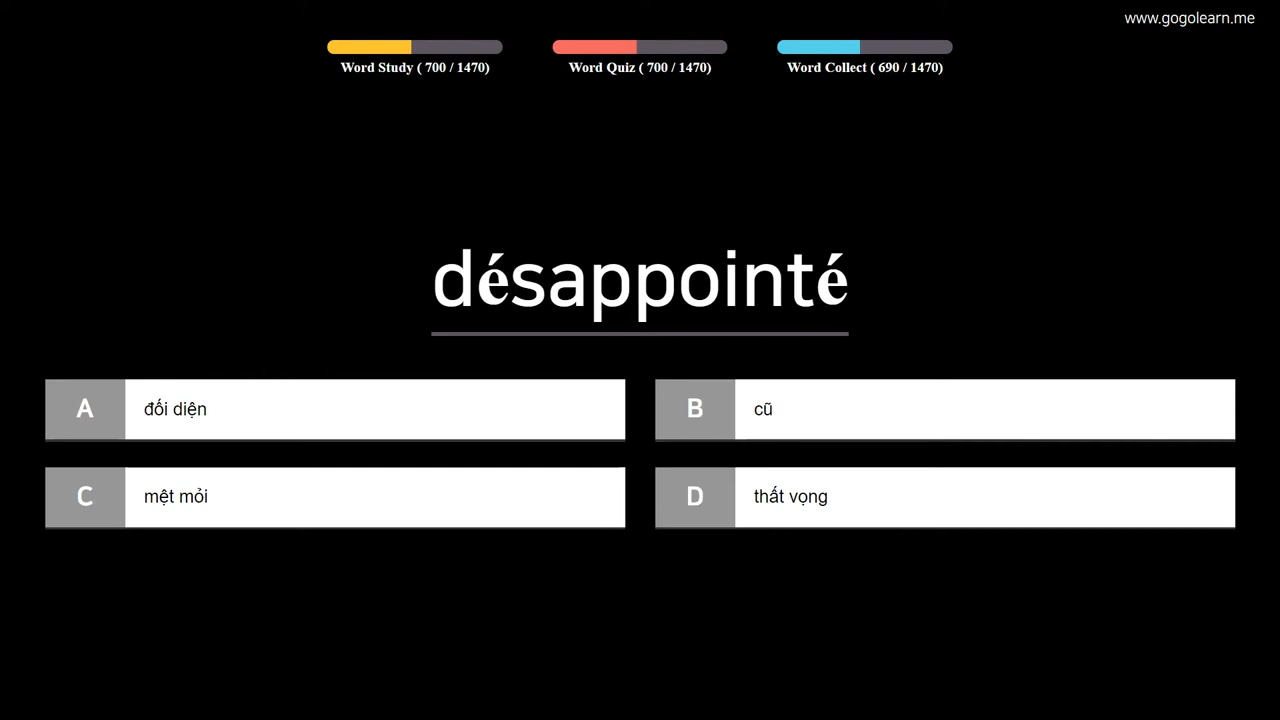 www.gogolearn.me
Word Study ( 700 / 1470)
Word Quiz ( 700 / 1470)
Word Collect ( 690 / 1470)
désappointé
A đối diện
B cũ
C mệt mỏi
D thất vọng